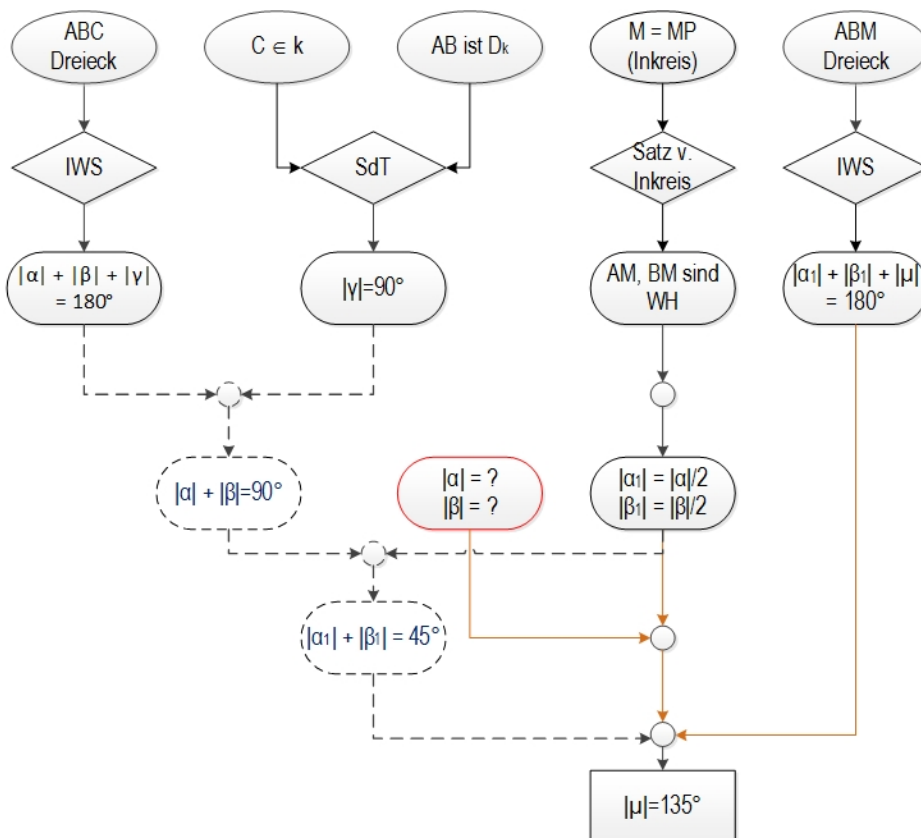 ABC
Dreieck
C ∈ k
AB ist Dk
M = MP
(Inkreis)
ABM
Dreieck
IWS
SdT
Satz v.
Inkreis
IWS
|α| + |β| + |γ|
= 180°
|γ|=90°
AM, BM sind
WH
|α1| + |β1| + |μ|
= 180°
|α| + |β|=90°
|α| = ?
|β| = ?
|α1| = |α|/2
|β1| = |β|/2
|α1| + |β1| = 45°
|μ|=135°